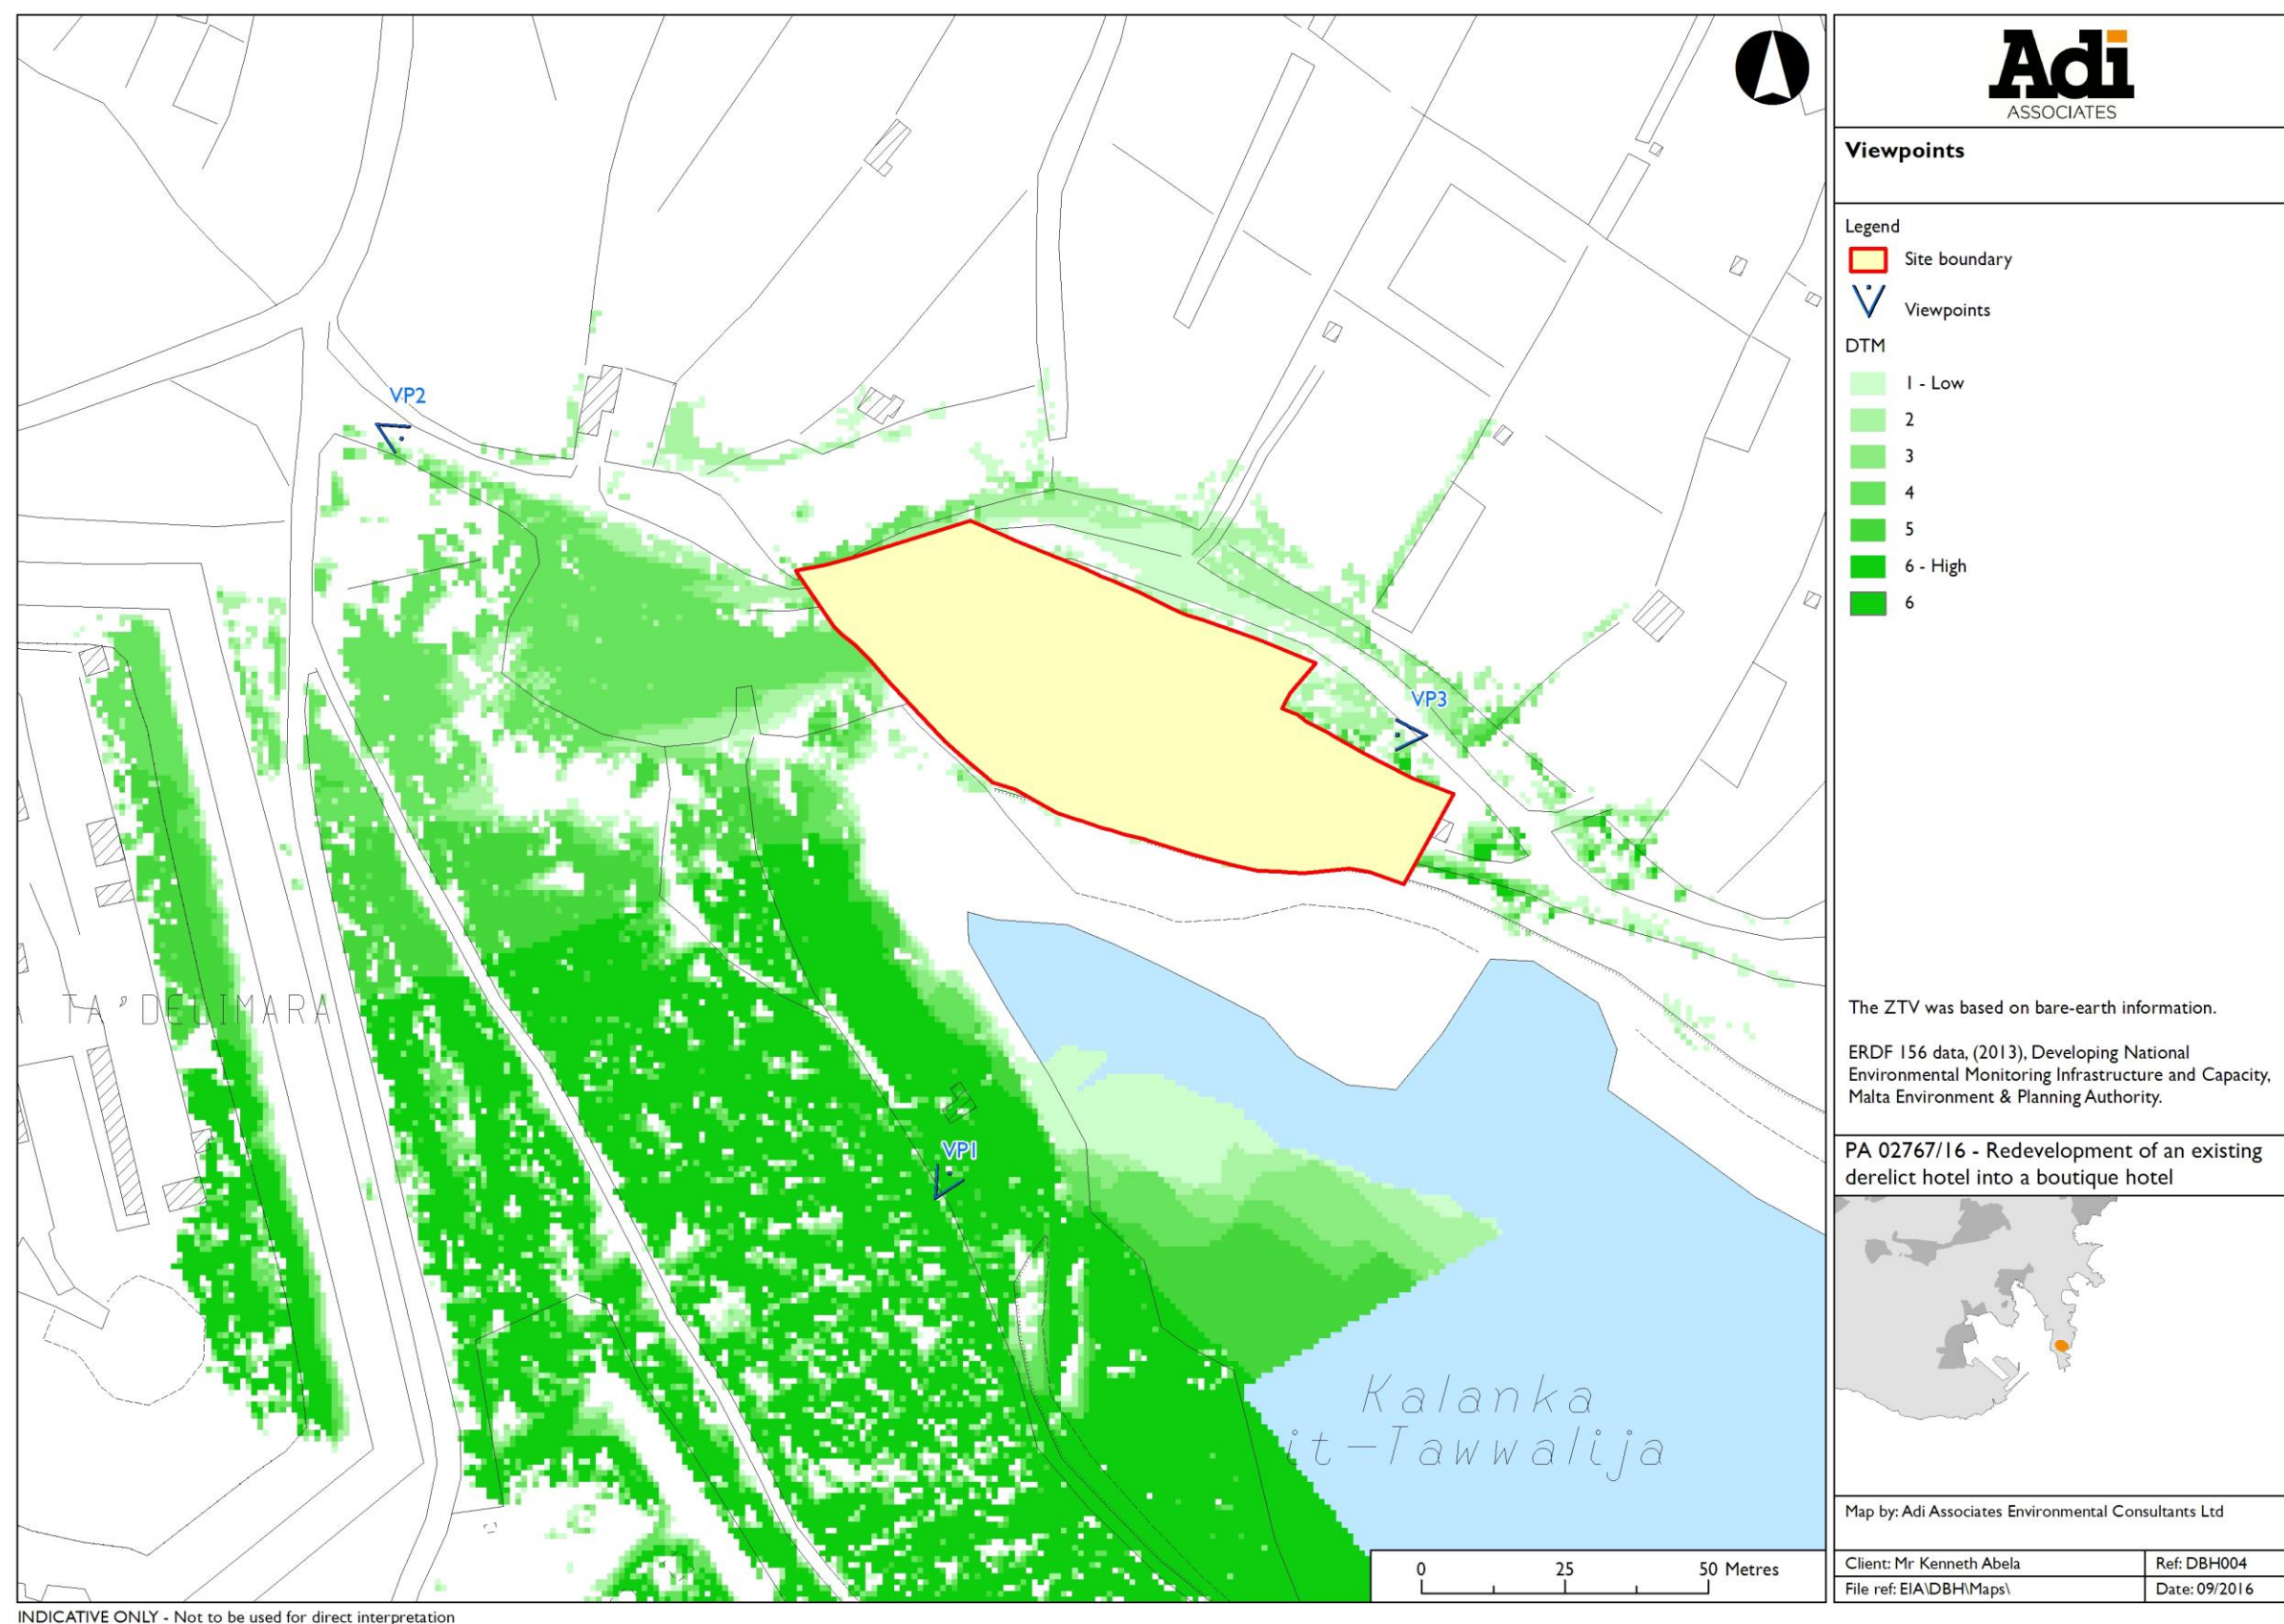 VP2
VP3
VP1
TA' DELIMARA
Kalanka
it-Tawwalija
0 25 50 Metres
INDICATIVE ONLY - Not to be used for direct interpretation
Adi
ASSOCIATES
Viewpoints
Legend
Site boundary
Viewpoints
DTM
1 - Low
2
3
4
5
6 - High
6
The ZTV was based on bare-earth information.
ERDF 156 data, (2013), Developing National
Environmental Monitoring Infrastructure and Capacity,
Malta Environment & Planning Authority.
PA 02767/16 - Redevelopment of an existing
derelict hotel into a boutique hotel
Map by: Adi Associates Environmental Consultants Ltd
Client: Mr Kenneth Abela
Ref: DBH004
File ref: EIA\DBH\Maps\
Date: 09/2016